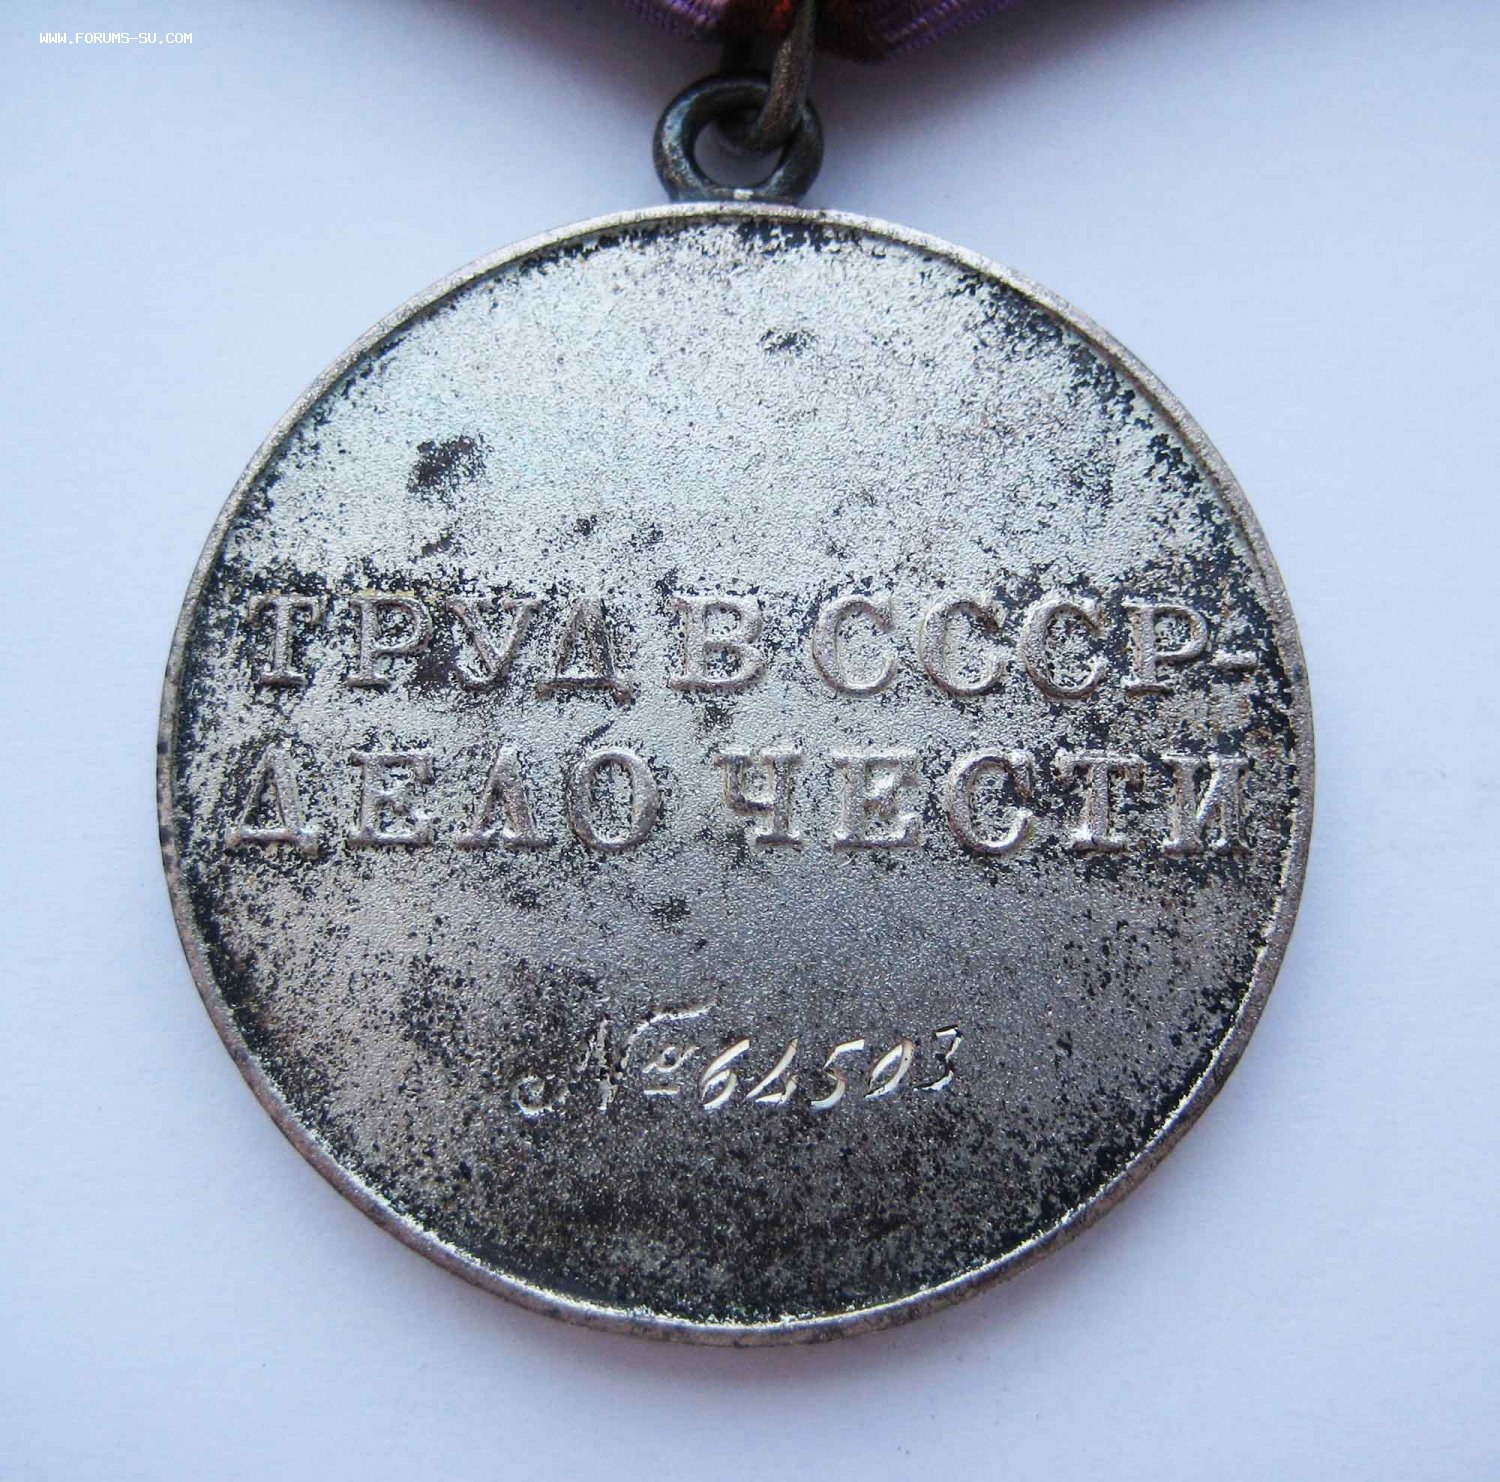 WWW.FORUMS-SU.COM
ТРУД В СССР-
ДЕЛО ЧЕСТИ
№ 64503